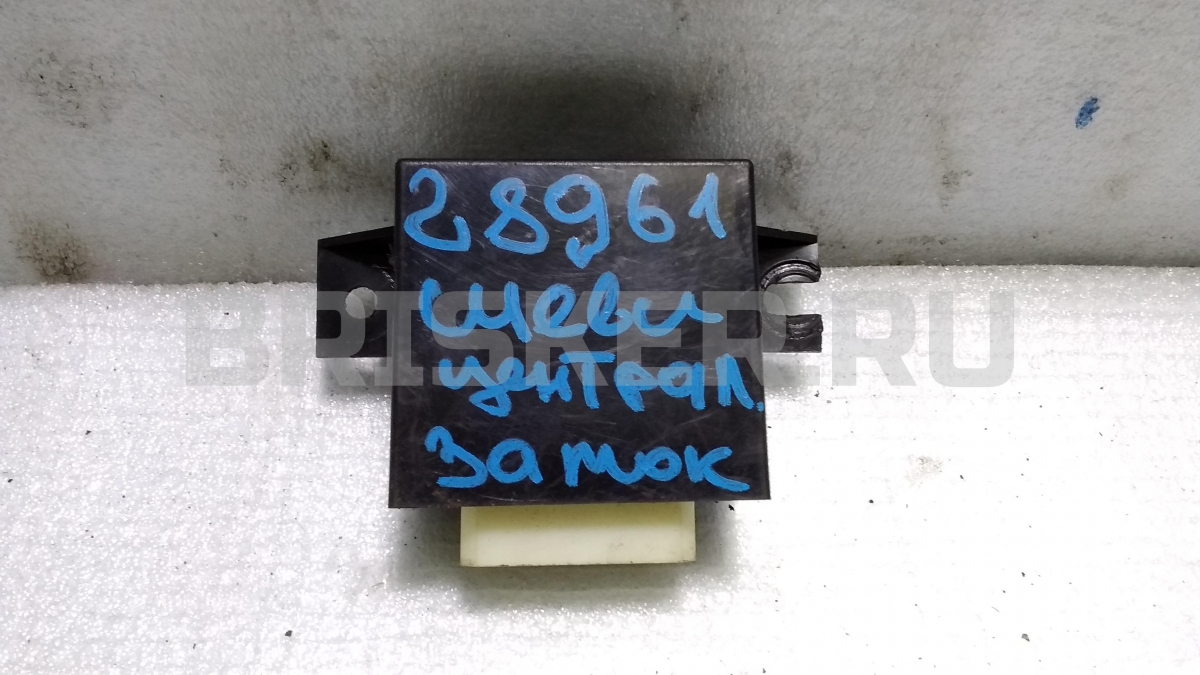 28961
шеви
централ.
замок
BRISKER.RU